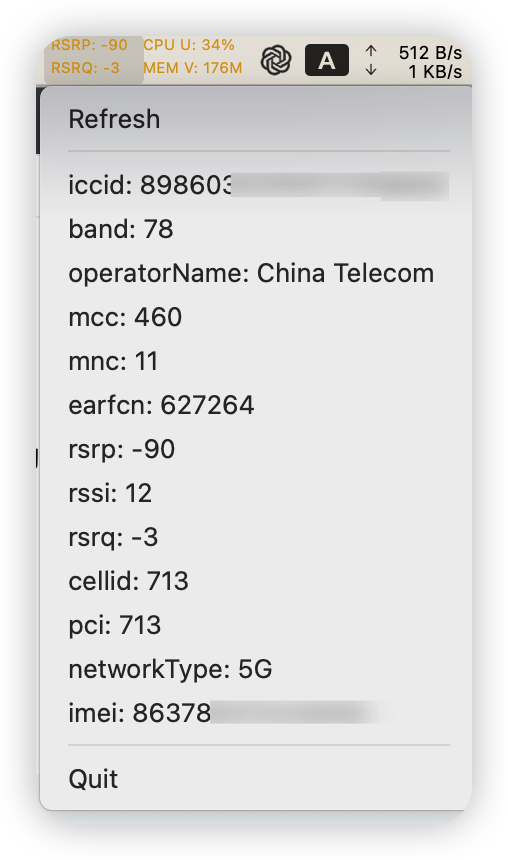 RSRP: -90 CPU U: 34%
RSRQ: -3 MEM V: 176M
A
↑ 512 B/s
↓ 1 KB/s
Refresh
iccid: 898603
band: 78
operatorName: China Telecom
mcc: 460
mnc: 11
earfcn: 627264
rsrp: -90
rssi: 12
rsrq: -3
cellid: 713
pci: 713
networkType: 5G
imei: 86378
Quit